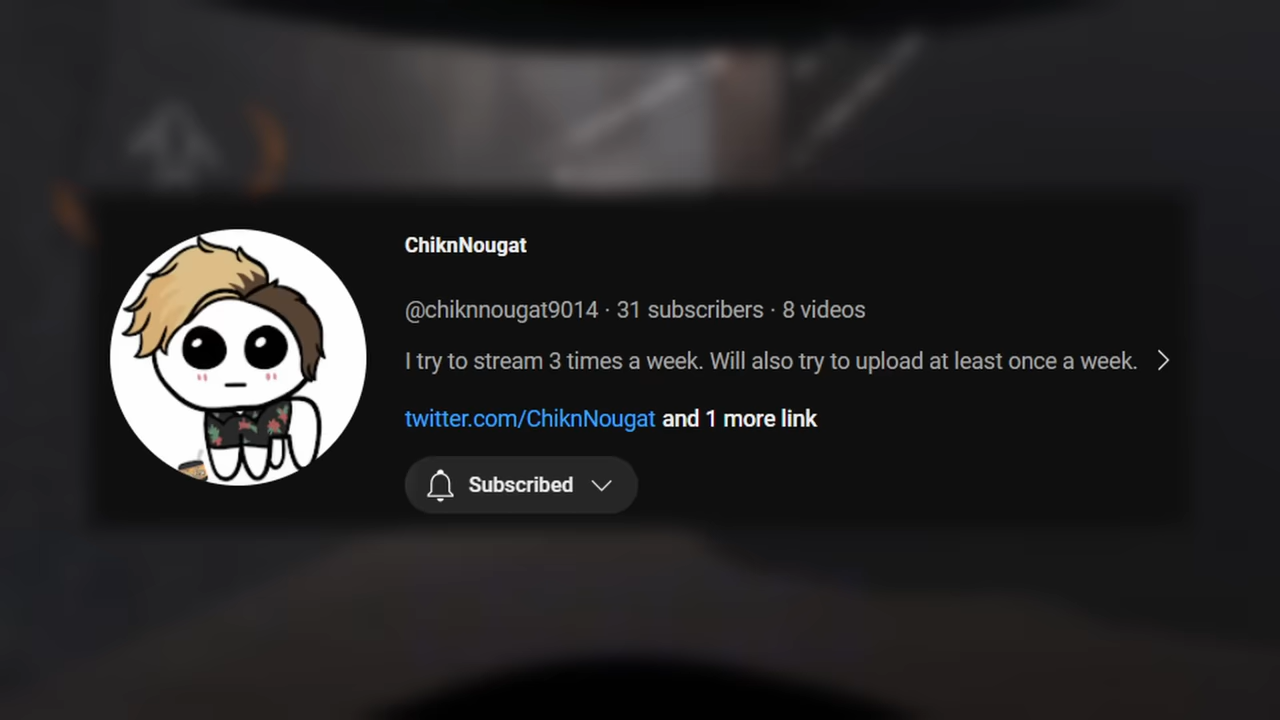 ChiknNougat
@chiknnougat9014 · 31 subscribers · 8 videos
I try to stream 3 times a week. Will also try to upload at least once a week.
twitter.com/ChiknNougat and 1 more link
Subscribed